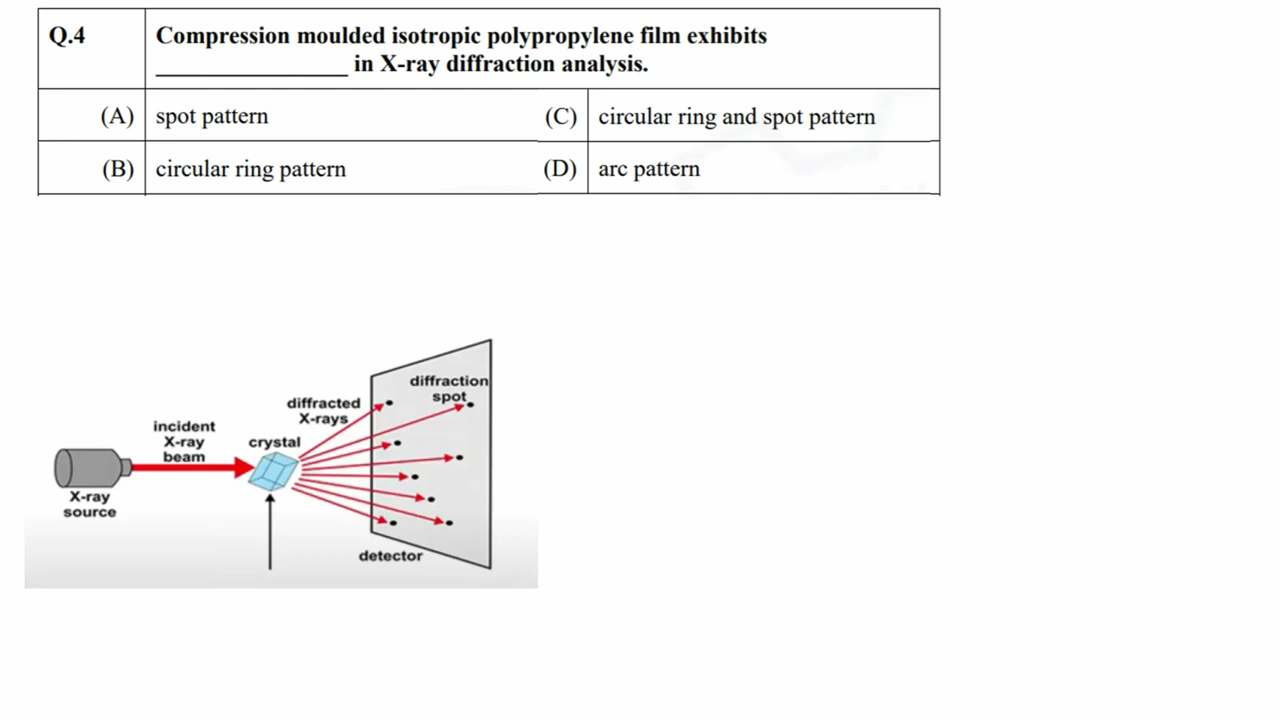 Q.4
Compression moulded isotropic polypropylene film exhibits
________________ in X-ray diffraction analysis.
(A) spot pattern (C) circular ring and spot pattern
(B) circular ring pattern (D) arc pattern
diffraction
spot
diffracted
X-rays
incident
X-ray
beam
crystal
X-ray
source
detector